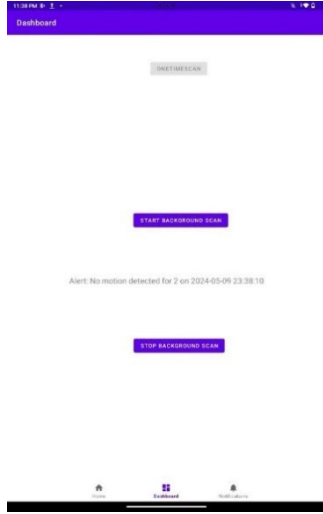 11:38 PM
Dashboard
ONETIMESCAN
START BACKGROUND SCAN
Alert: No motion detected for 2 on 2024-05-09 23:38:10
STOP BACKGROUND SCAN
Home Dashboard Notifications